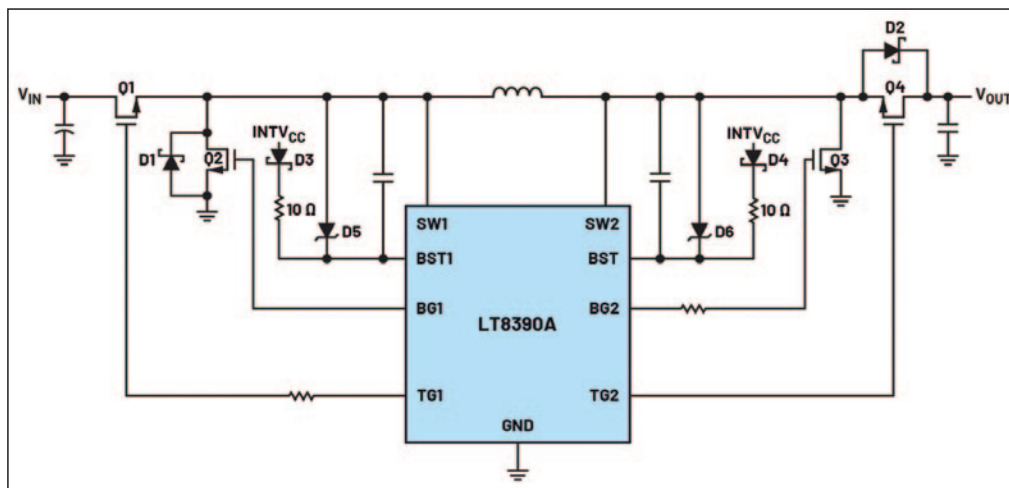 D2
Q1
Q4
VIN
VOUT
INTVCC
INTVCC
D1
Q2
D3
D4
Q3
10 Ω
10 Ω
SW1
SW2
D5
D6
BST1
BST
BG1
BG2
LT8390A
TG1
TG2
GND